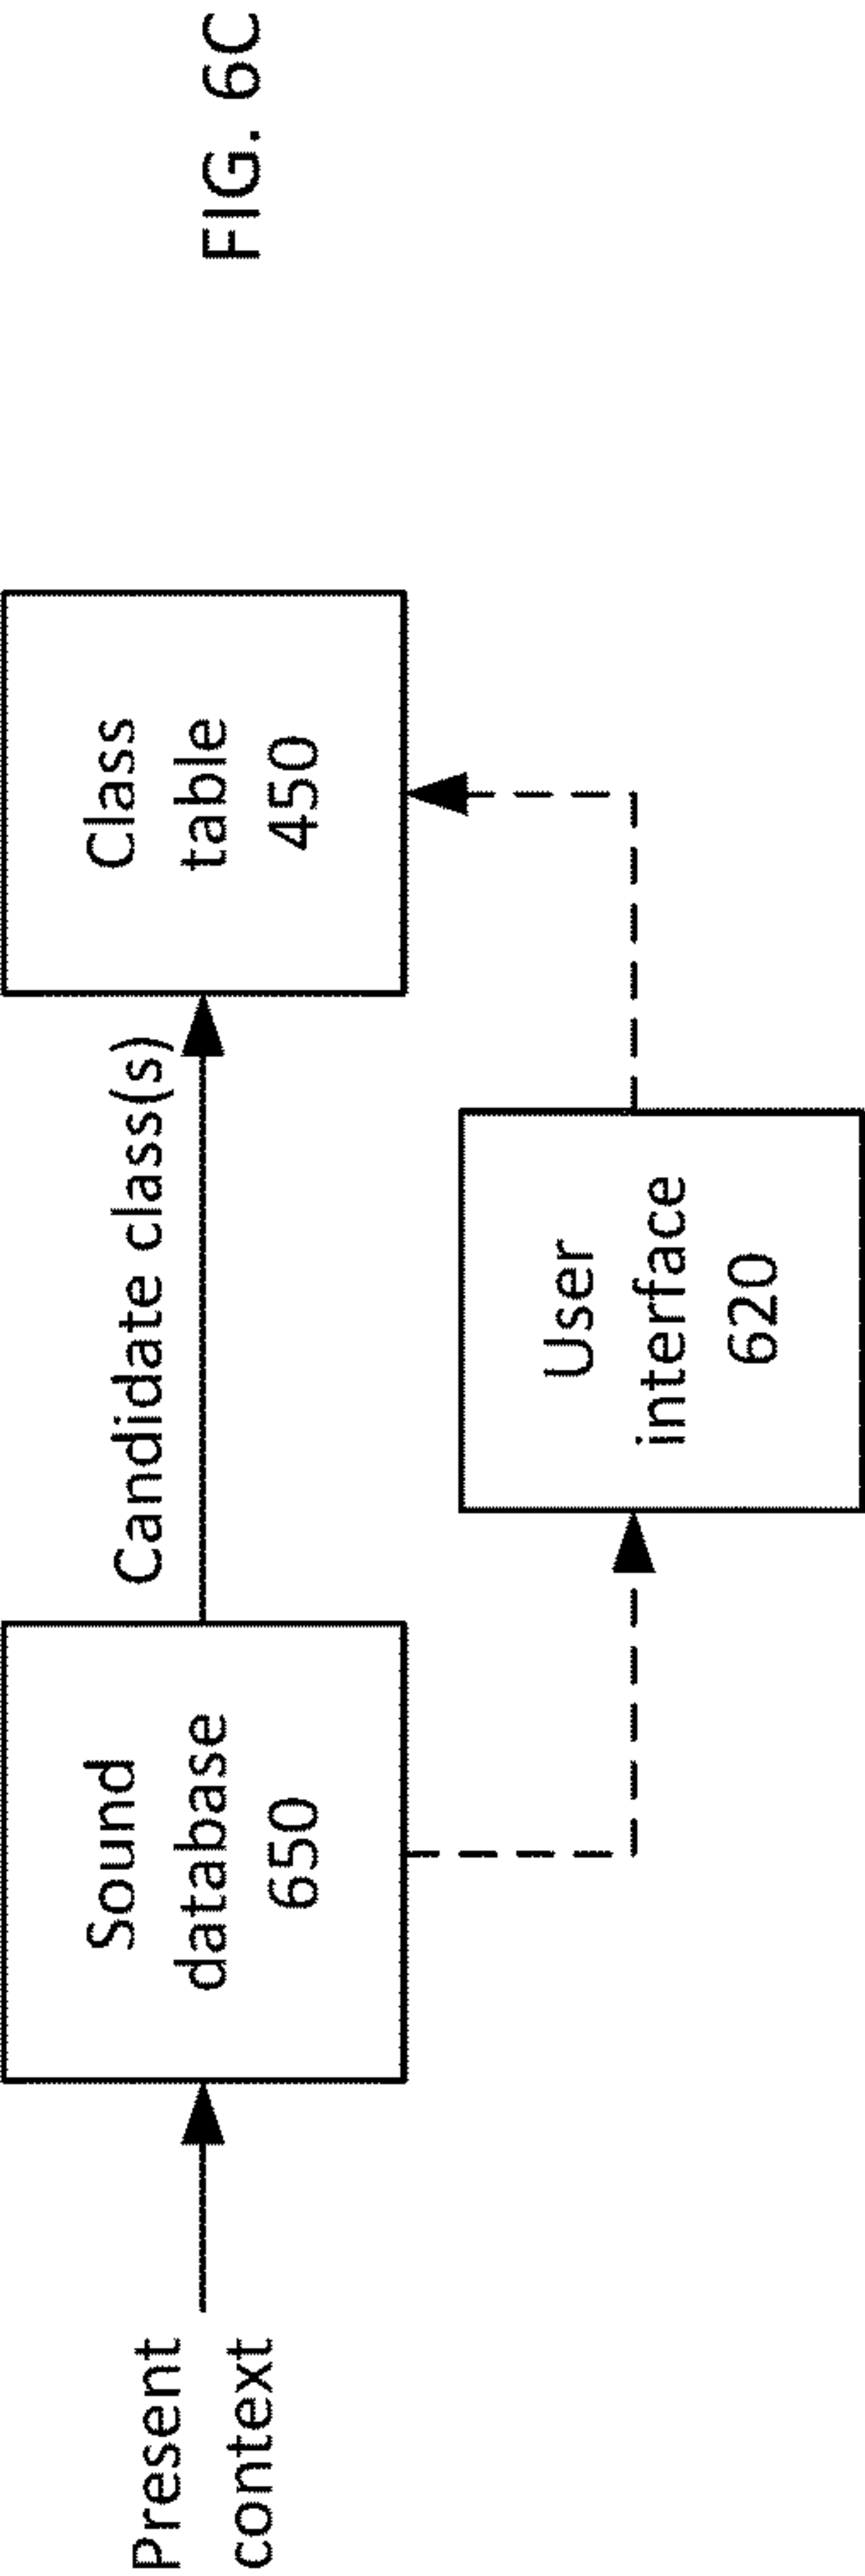 Present
context
Sound
database
650
Candidate class(s)
User
interface
620
Class
table
450
FIG. 6C